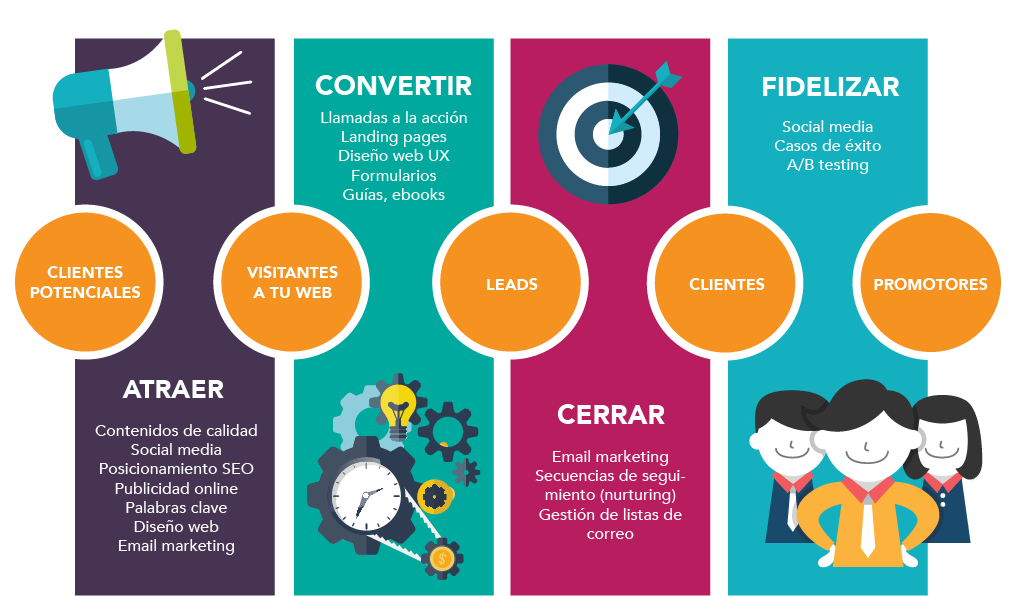 CONVERTIR
Llamadas a la acción
Landing pages
Diseño web UX
Formularios
Guías, ebooks
FIDELIZAR
Social media
Casos de éxito
A/B testing
CLIENTES
POTENCIALES
VISITANTES
A TU WEB
LEADS
CLIENTES
PROMOTORES
ATRAER
Contenidos de calidad
Social media
Posicionamiento SEO
Publicidad online
Palabras clave
Diseño web
Email marketing
$
CERRAR
Email marketing
Secuencias de segui-
miento (nurturing)
Gestión de listas de
correo